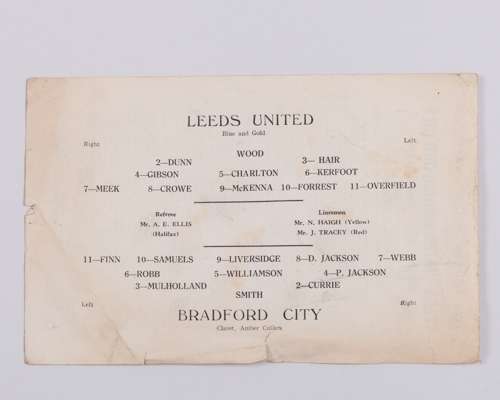 LEEDS UNITED
Blue and Gold
Right Left
WOOD
2—DUNN 3— HAIR
4—GIBSON 5—CHARLTON 6—KERFOOT
7—MEEK 8—CROWE 9—McKENNA 10—FORREST 11—OVERFIELD
Referee Linesmen
Mr. A. E. ELLIS Mr. N. HAIGH (Yellow)
(Halifax) Mr. J. TRACEY (Red)
11—FINN 10—SAMUELS 9—LIVERSIDGE 8—D. JACKSON 7—WEBB
6—ROBB 5—WILLIAMSON 4—P. JACKSON
3—MULHOLLAND 2—CURRIE
SMITH
Left Right
BRADFORD CITY
Claret, Amber Collars